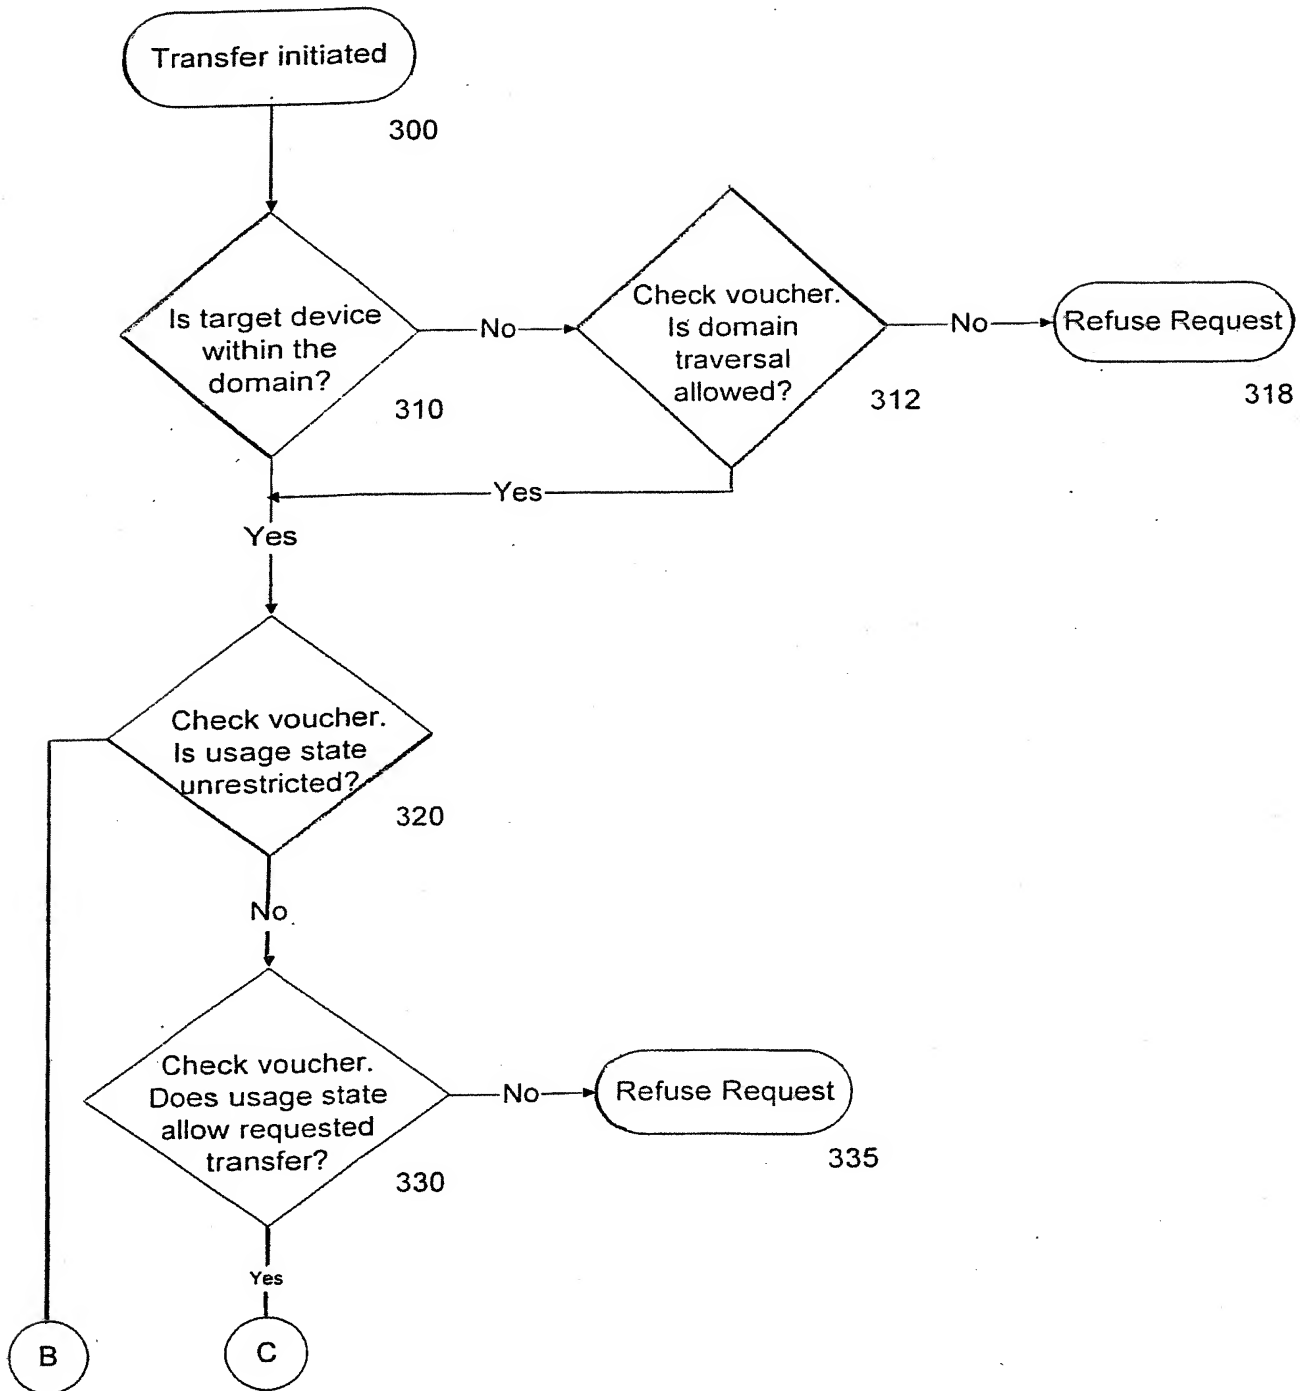 Transfer initiated
300
Is target device
within the
domain?
310
No
Check voucher.
Is domain
traversal
allowed?
312
No
Refuse Request
318
Yes
Yes
Check voucher.
Is usage state
unrestricted?
320
No
Check voucher.
Does usage state
allow requested
transfer?
330
No
Refuse Request
335
Yes
B
C